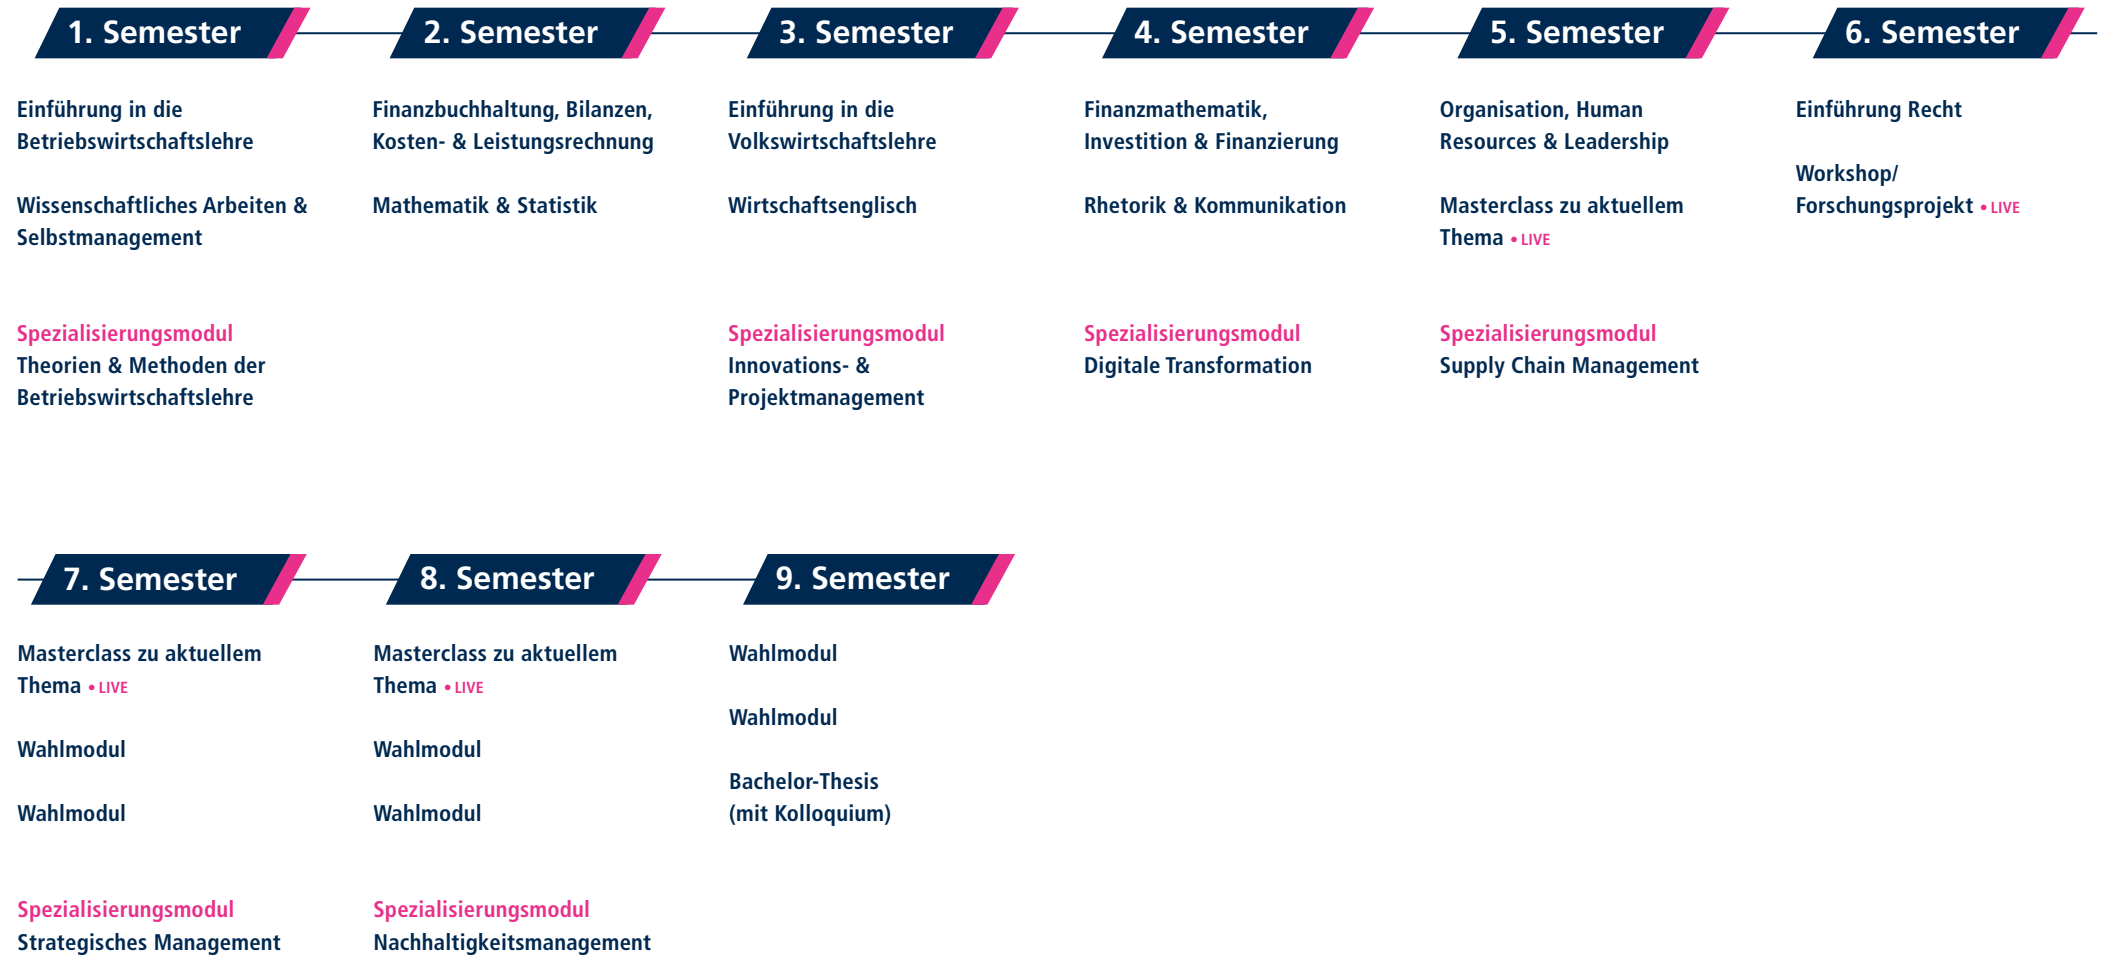 1. Semester
Einführung in die
Betriebswirtschaftslehre
Wissenschaftliches Arbeiten &
Selbstmanagement
Spezialisierungsmodul
Theorien & Methoden der
Betriebswirtschaftslehre
2. Semester
Finanzbuchhaltung, Bilanzen,
Kosten- & Leistungsrechnung
Mathematik & Statistik
3. Semester
Einführung in die
Volkswirtschaftslehre
Wirtschaftsenglisch
Spezialisierungsmodul
Innovations- &
Projektmanagement
4. Semester
Finanzmathematik,
Investition & Finanzierung
Rhetorik & Kommunikation
Spezialisierungsmodul
Digitale Transformation
5. Semester
Organisation, Human
Resources & Leadership
Masterclass zu aktuellem
Thema • LIVE
Spezialisierungsmodul
Supply Chain Management
6. Semester
Einführung Recht
Workshop/
Forschungsprojekt • LIVE
7. Semester
Masterclass zu aktuellem
Thema • LIVE
Wahlmodul
Wahlmodul
Spezialisierungsmodul
Strategisches Management
8. Semester
Masterclass zu aktuellem
Thema • LIVE
Wahlmodul
Wahlmodul
Spezialisierungsmodul
Nachhaltigkeitsmanagement
9. Semester
Wahlmodul
Wahlmodul
Bachelor-Thesis
(mit Kolloquium)